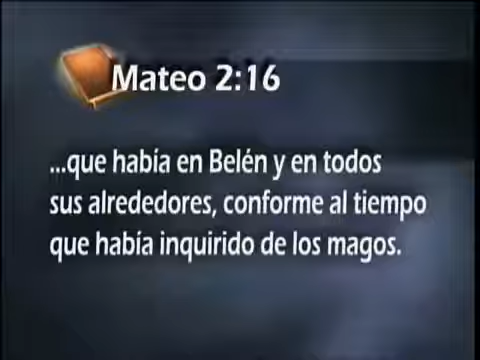 Mateo 2:16
...que había en Belén y en todos
sus alrededores, conforme al tiempo
que había inquirido de los magos.